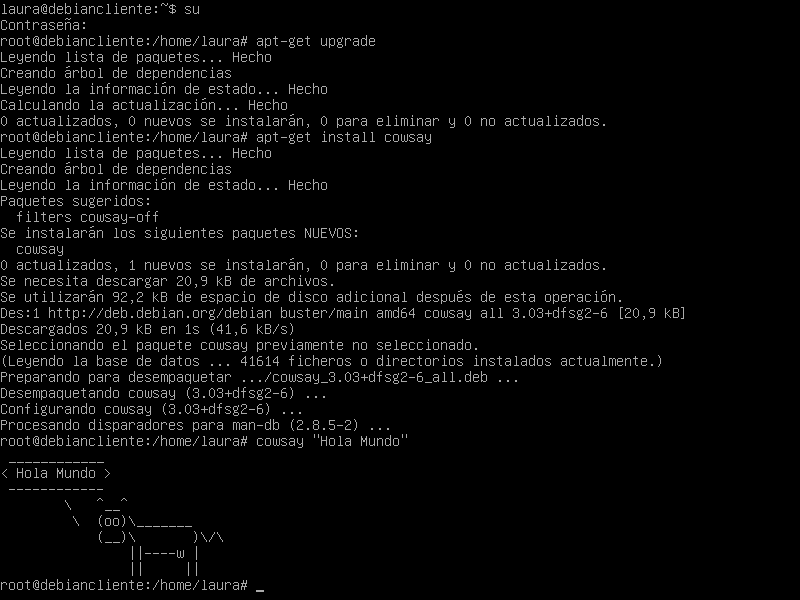 laura@debiancliente:~$ su
Contraseña:
root@debiancliente:/home/laura# apt-get upgrade
Leyendo lista de paquetes... Hecho
Creando árbol de dependencias
Leyendo la información de estado... Hecho
Calculando la actualización... Hecho
0 actualizados, 0 nuevos se instalarán, 0 para eliminar y 0 no actualizados.
root@debiancliente:/home/laura# apt-get install cowsay
Leyendo lista de paquetes... Hecho
Creando árbol de dependencias
Leyendo la información de estado... Hecho
Paquetes sugeridos:
  filters cowsay-off
Se instalarán los siguientes paquetes NUEVOS:
  cowsay
0 actualizados, 1 nuevos se instalarán, 0 para eliminar y 0 no actualizados.
Se necesita descargar 20,9 kB de archivos.
Se utilizarán 92,2 kB de espacio de disco adicional después de esta operación.
Des:1 http://deb.debian.org/debian buster/main amd64 cowsay all 3.03+dfsg2-6 [20,9 kB]
Descargados 20,9 kB en 1s (41,6 kB/s)
Seleccionando el paquete cowsay previamente no seleccionado.
(Leyendo la base de datos ... 41614 ficheros o directorios instalados actualmente.)
Preparando para desempaquetar .../cowsay_3.03+dfsg2-6_all.deb ...
Desempaquetando cowsay (3.03+dfsg2-6) ...
Configurando cowsay (3.03+dfsg2-6) ...
Procesando disparadores para man-db (2.8.5-2) ...
root@debiancliente:/home/laura# cowsay "Hola Mundo"
 ____________
< Hola Mundo >
 ------------
        \   ^__^
         \  (oo)\_______
            (__)\       )\/\
                ||----w |
                ||     ||
root@debiancliente:/home/laura# _